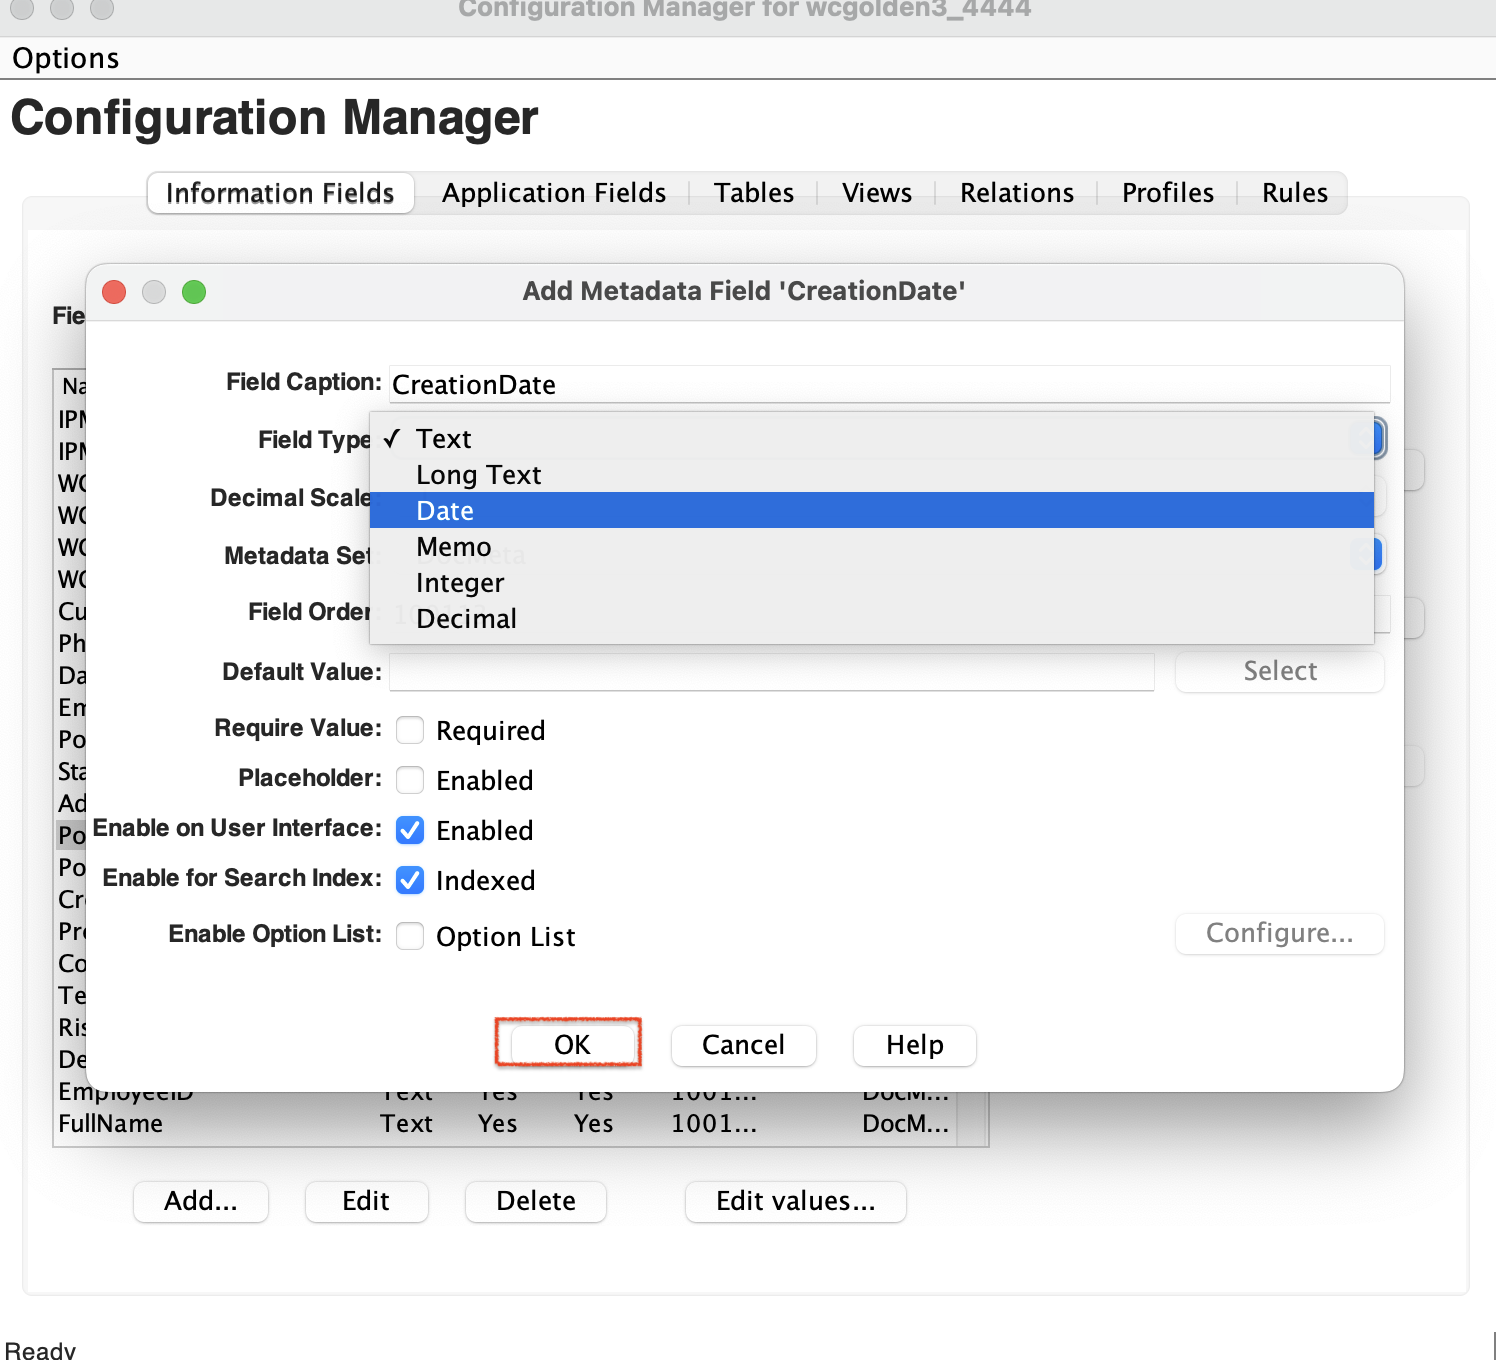 Configuration Manager for wcgolden3_4444
Options
Configuration Manager
Information Fields Application Fields Tables Views Relations Profiles Rules
Add Metadata Field 'CreationDate'
Fie
Field Caption: CreationDate
Na
IPM
Field Type ✓ Text
IPM
Long Text
WC
Decimal Scale Date
WC
Metadata Set: Memo
WC
Integer
WC
Field Order: Decimal
Cu
Ph
Default Value: Select
Da
Em
Require Value: Required
Po
Placeholder: Enabled
Sta
Ad
Enable on User Interface: Enabled
Po
Po
Enable for Search Index: Indexed
Cre
Pre
Enable Option List: Option List Configure...
Co
Te
Ris
OK Cancel Help
De
EmployeeID Text Yes Yes 1001... DocM...
FullName Text Yes Yes 1001... DocM...
Add... Edit Delete Edit values...
Ready